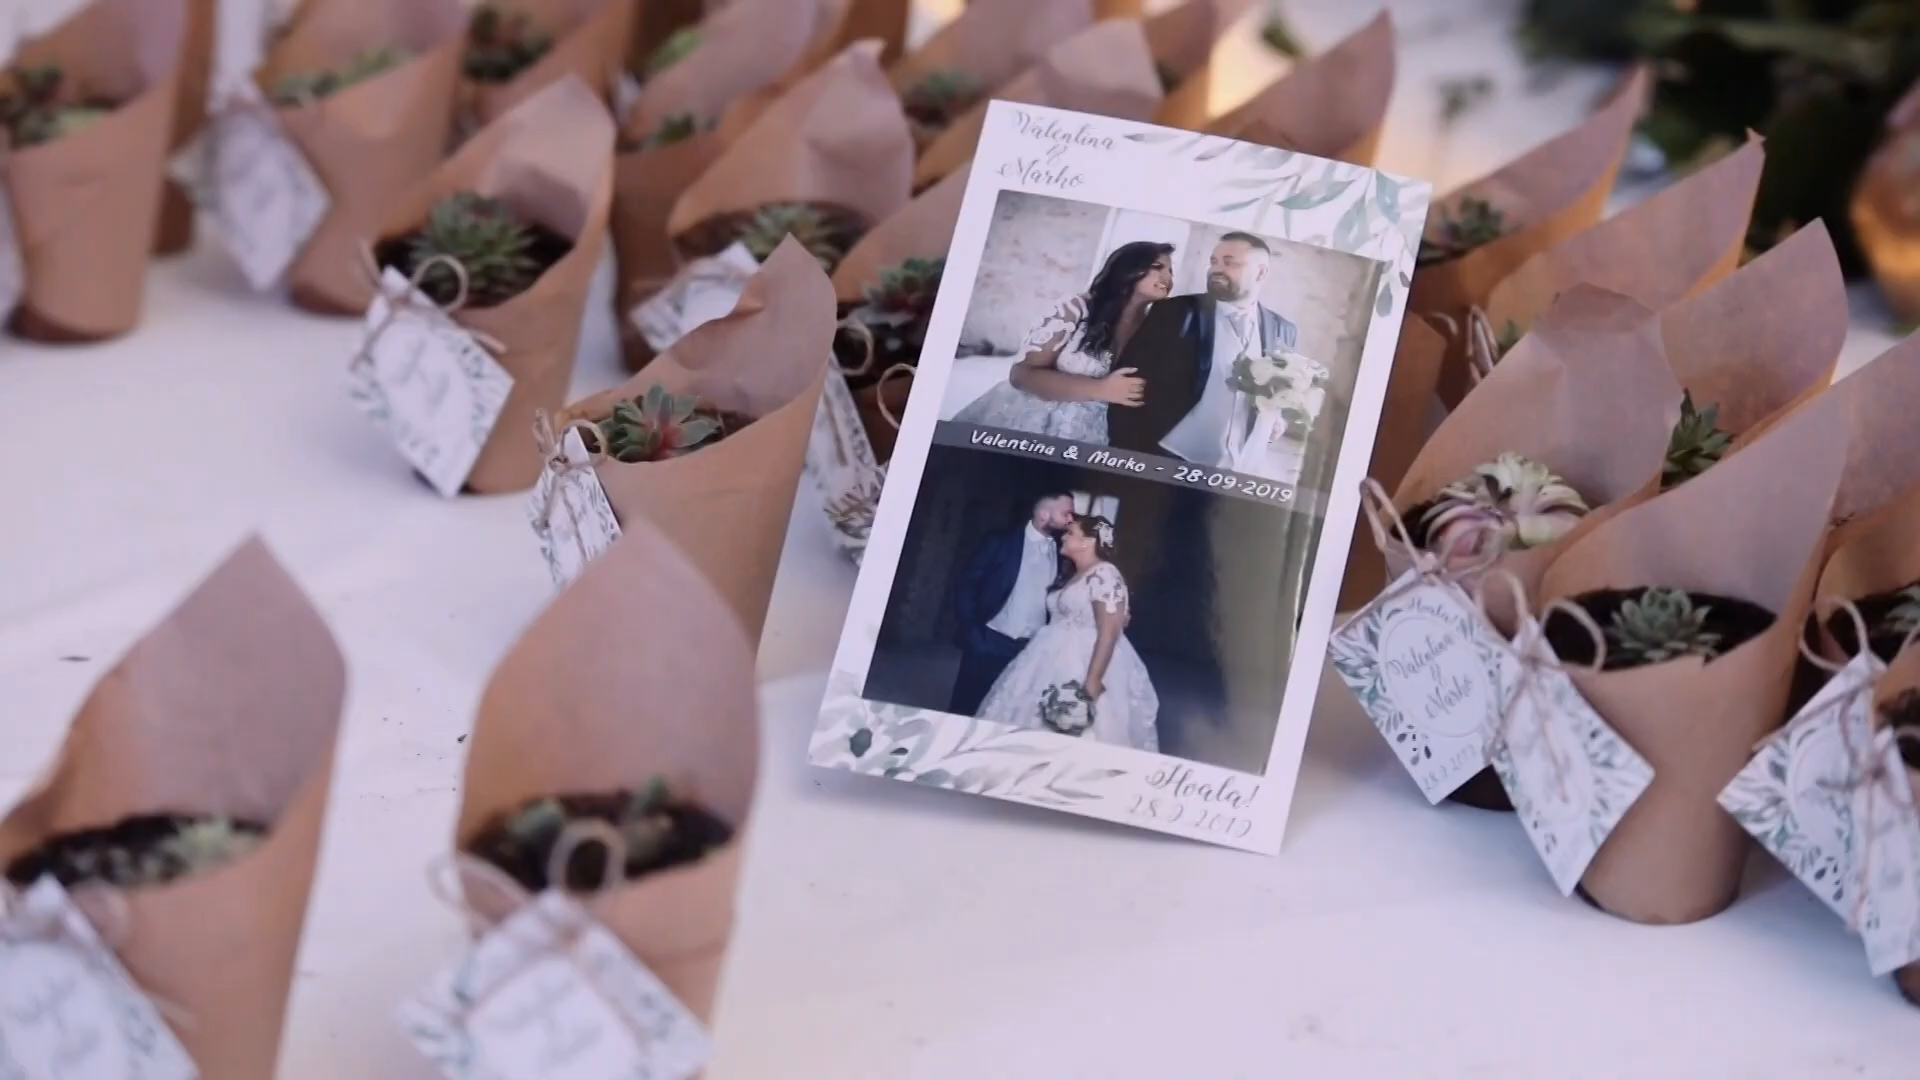 Valentina
&
Marko
Valentina & Marko - 28·09·2019
Hvala!
28.9.2019
Hvala!
Valentina
&
Marko
28.9.2019